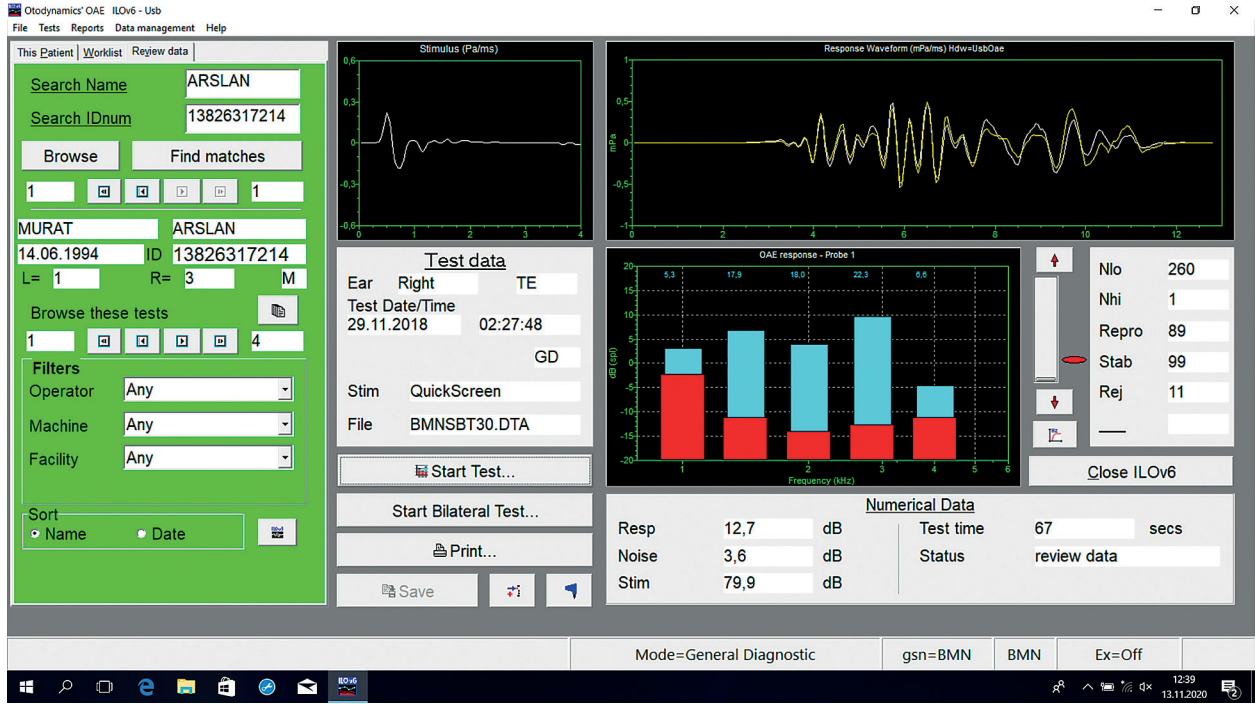 Otodynamics' OAE ILOv6 - Usb
File Tests Reports Data management Help
This Patient Worklist Review data
Search Name ARSLAN
Search IDnum 13826317214
Browse Find matches
1 1
MURAT ARSLAN
14.06.1994 ID 13826317214
L= 1 R= 3 M
Browse these tests
1 4
Filters
Operator Any
Machine Any
Facility Any
Sort
Name Date
Stimulus (Pa/ms)
0,6
0,3
0
-0,3
-0,6
0 1 2 3 4
Response Waveform (mPa/ms) Hdw=UsbOae
mPa
1
0,5
0
-0,5
-1
0 2 4 6 8 10 12
Test data
Ear Right TE
Test Date/Time
29.11.2018 02:27:48
GD
Stim QuickScreen
File BMNSBT30.DTA
Start Test...
Start Bilateral Test...
Print...
Save
OAE response - Probe 1
5,3 17,9 18,0 22,3 6,6
dB (spl)
20
15
10
5
0
-5
-10
-15
-20
1 2 3 4 5 6
Frequency (kHz)
Nlo 260
Nhi 1
Repro 89
Stab 99
Rej 11
Close ILOv6
Numerical Data
Resp 12,7 dB Test time 67 secs
Noise 3,6 dB Status review data
Stim 79,9 dB
Mode=General Diagnostic gsn=BMN BMN Ex=Off
ILOv6
12:39
13.11.2020
2